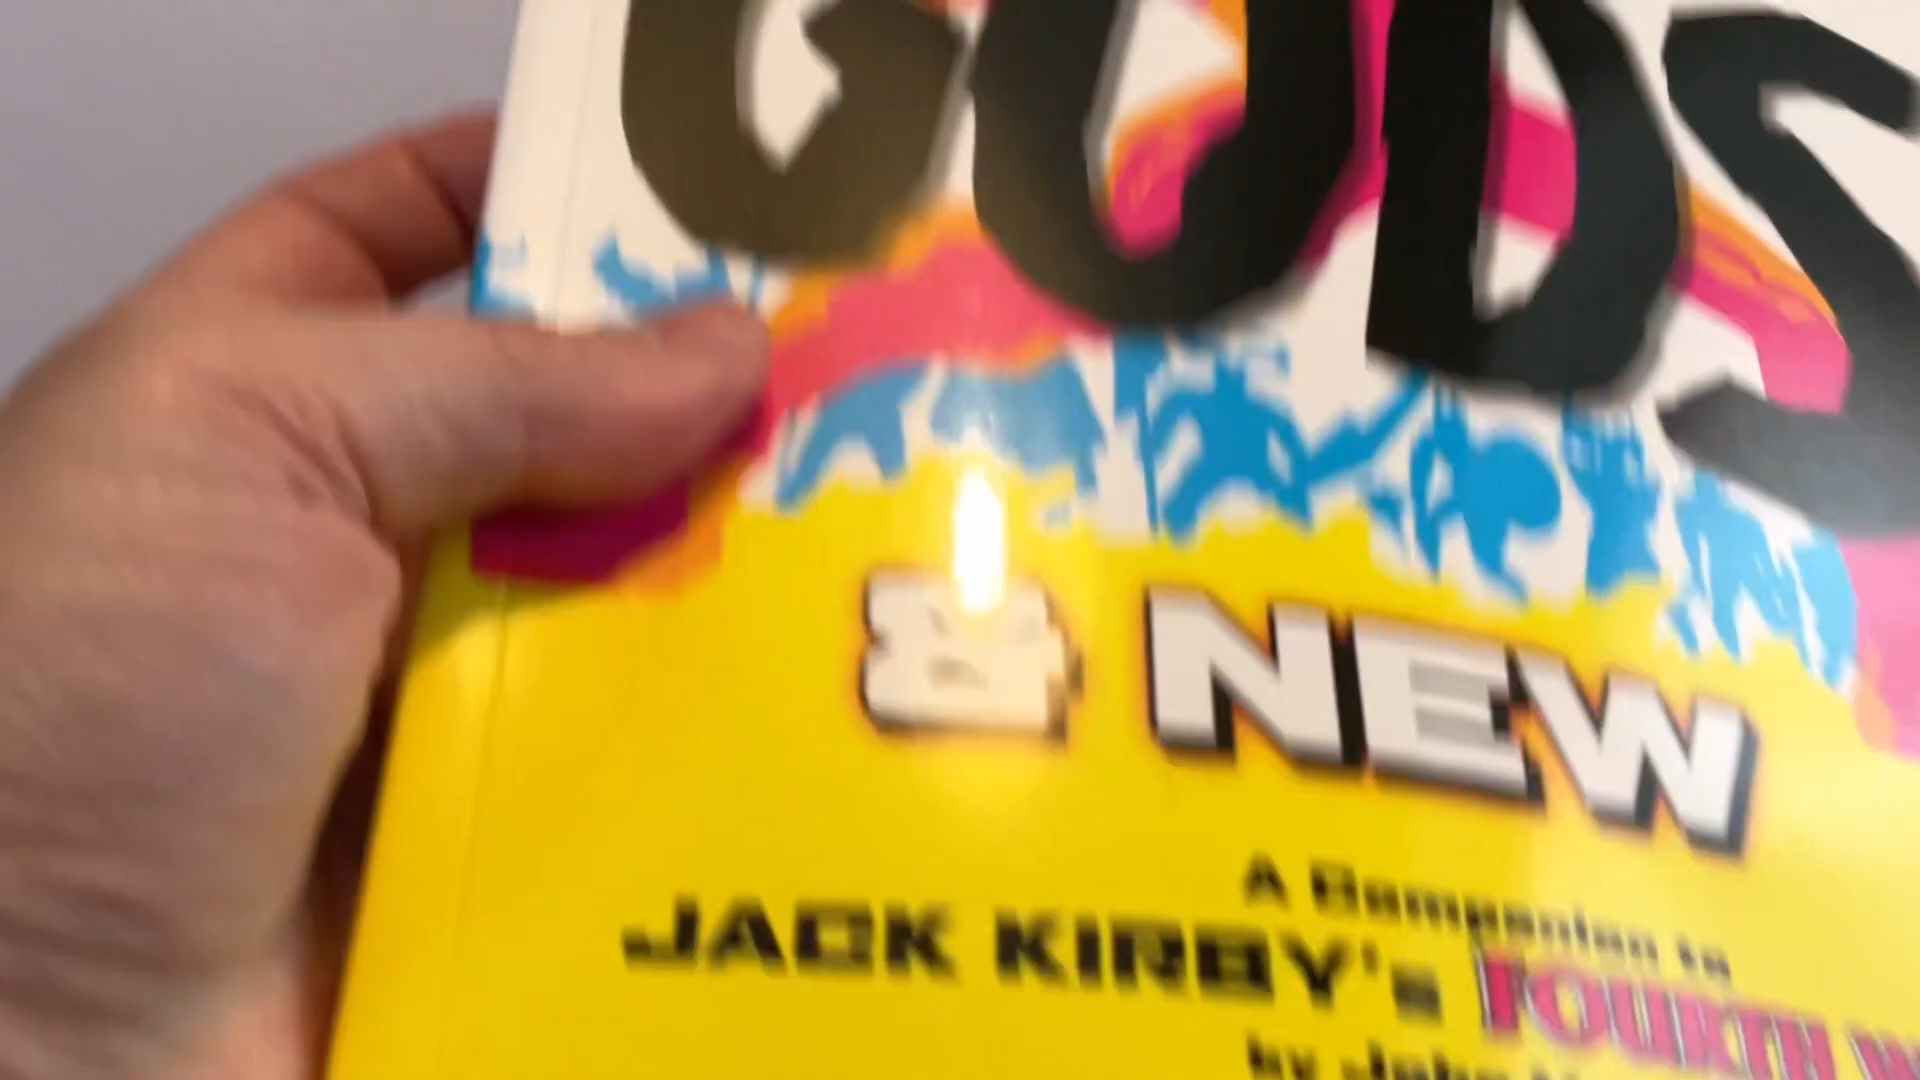 GODS
& NEW
A Companion to
JACK KIRBY's FOURTH
by John